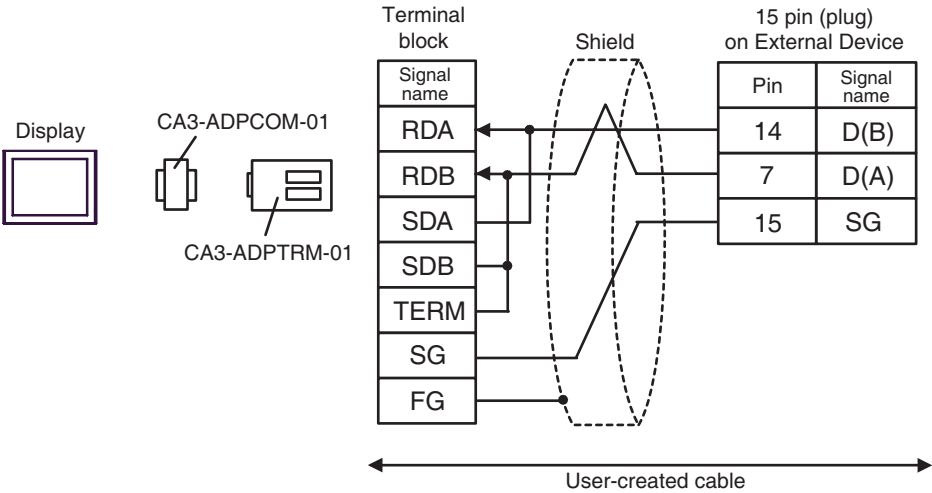 Terminal
block
Shield
15 pin (plug)
on External Device
Display
CA3-ADPCOM-01
CA3-ADPTRM-01
Signal
name
RDA
RDB
SDA
SDB
TERM
SG
FG
Pin
Signal
name
14
D(B)
7
D(A)
15
SG
User-created cable